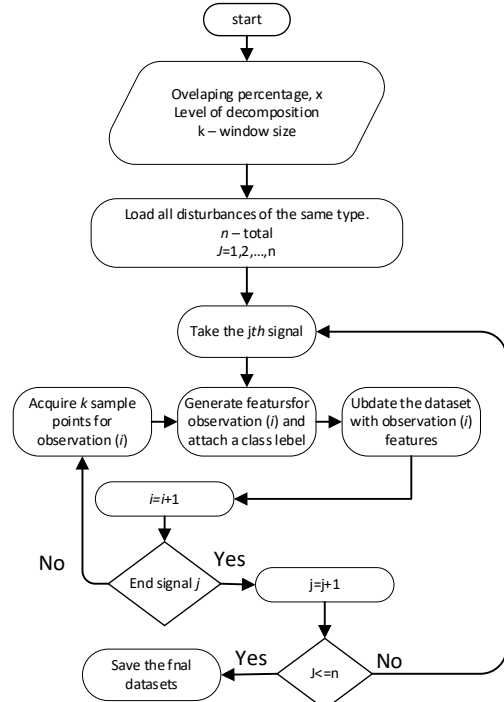 start
Ovelaping percentage, x
Level of decomposition
k – window size
Load all disturbances of the same type.
n – total
J=1,2,...,n
Take the jth signal
Acquire k sample
points for
observation (i)
Generate featursfor
observation (i) and
attach a class lebel
Ubdate the dataset
with observation (i)
features
i=i+1
No
End signal j
Yes
j=j+1
Save the fnal
datasets
Yes
J<=n
No